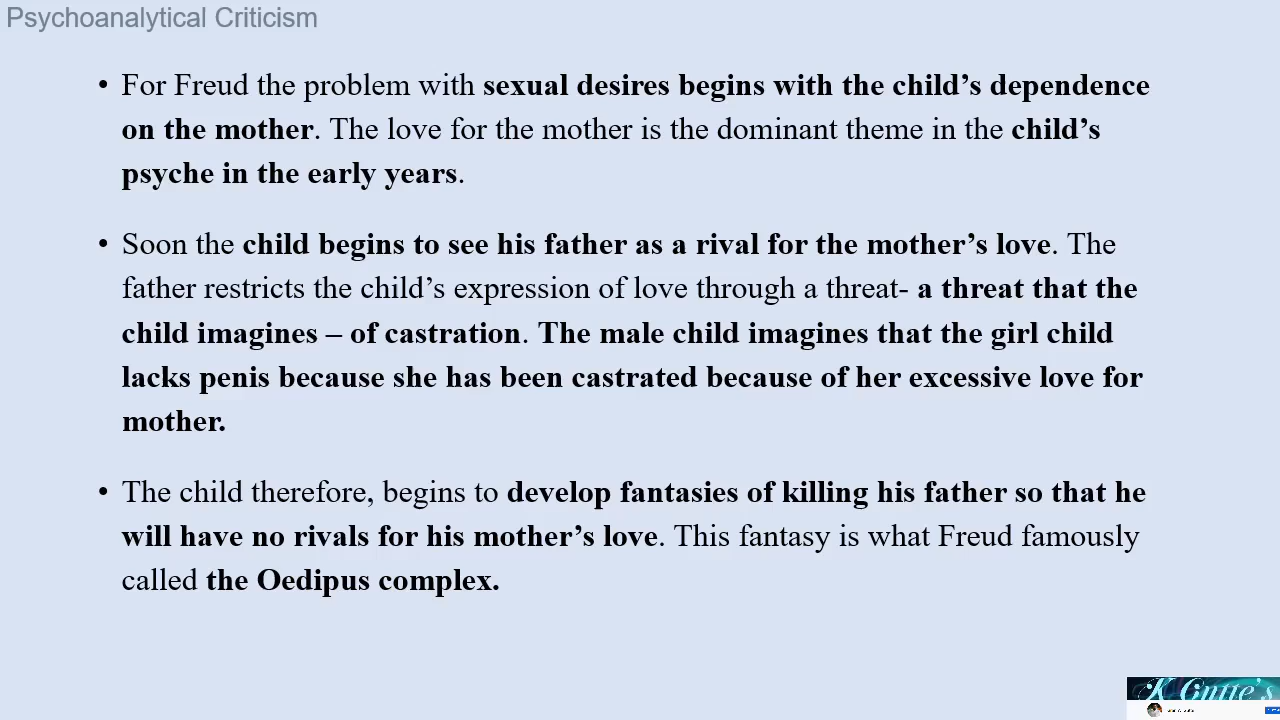 Psychoanalytical Criticism
• For Freud the problem with sexual desires begins with the child’s dependence
on the mother. The love for the mother is the dominant theme in the child’s
psyche in the early years.
• Soon the child begins to see his father as a rival for the mother’s love. The
father restricts the child’s expression of love through a threat- a threat that the
child imagines – of castration. The male child imagines that the girl child
lacks penis because she has been castrated because of her excessive love for
mother.
• The child therefore, begins to develop fantasies of killing his father so that he
will have no rivals for his mother’s love. This fantasy is what Freud famously
called the Oedipus complex.